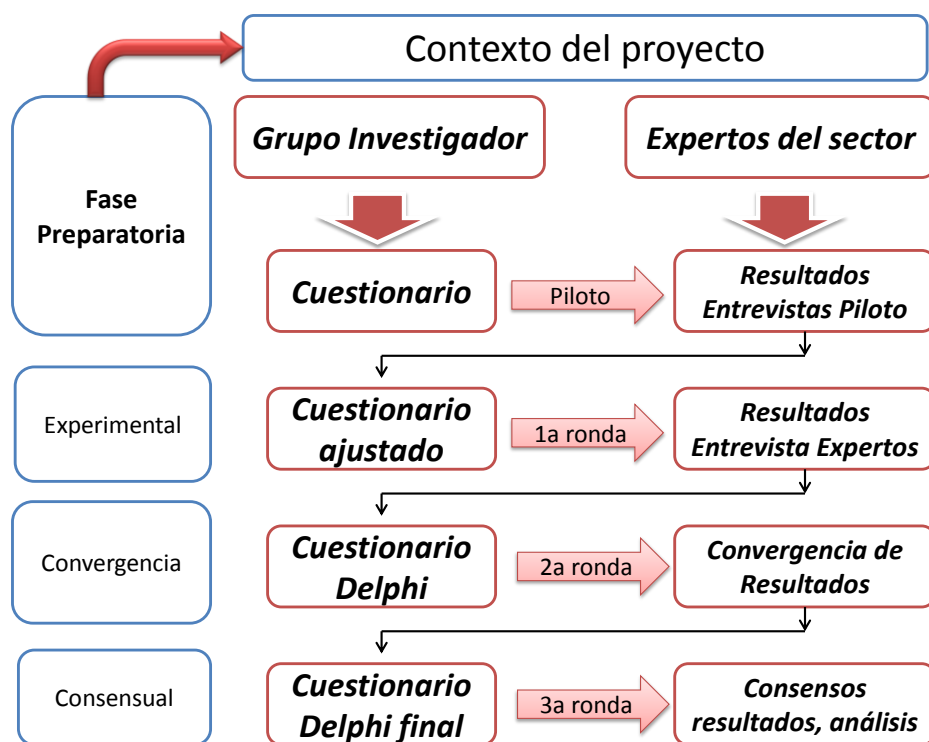 Contexto del proyecto
Fase
Preparatoria
Grupo Investigador
Expertos del sector
Cuestionario
Piloto
Resultados
Entrevistas Piloto
Experimental
Cuestionario
ajustado
1a ronda
Resultados
Entrevista Expertos
Convergencia
Cuestionario
Delphi
2a ronda
Convergencia de
Resultados
Consensual
Cuestionario
Delphi final
3a ronda
Consensos
resultados, análisis